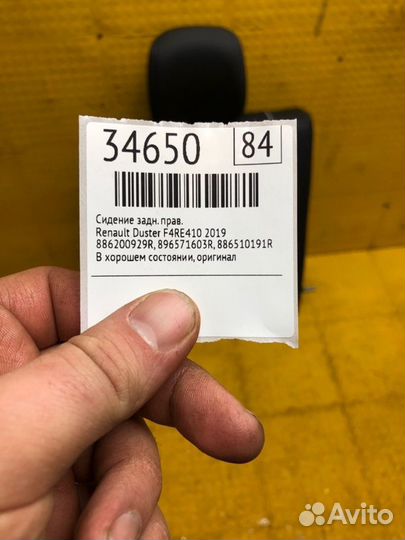 34650 84
Сидение задн. прав.
Renault Duster F4RE410 2019
886200929R, 896571603R, 886510191R
В хорошем состоянии, оригинал
Avito